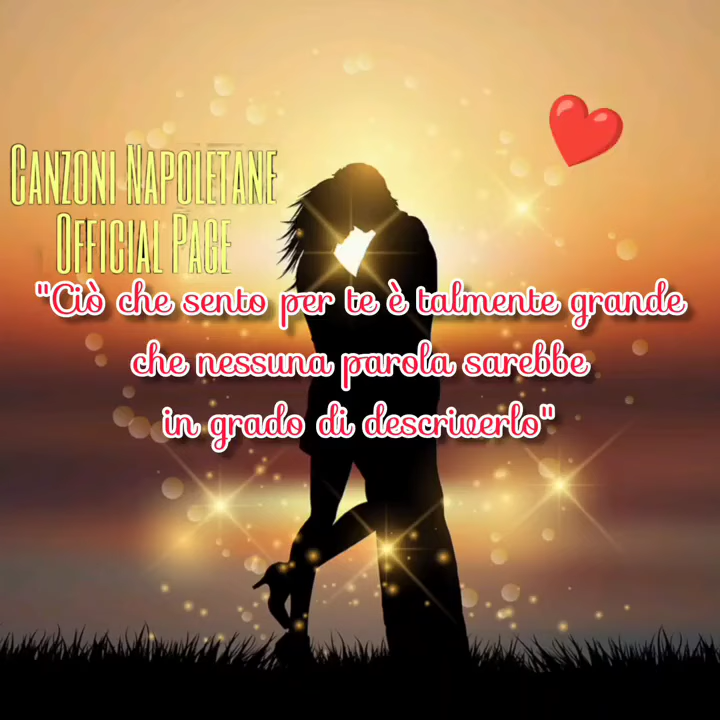 CANZONI NAPOLETANE
OFFICIAL PAGE
"Ciò che sento per te è talmente grande
che nessuna parola sarebbe
in grado di descriverlo"